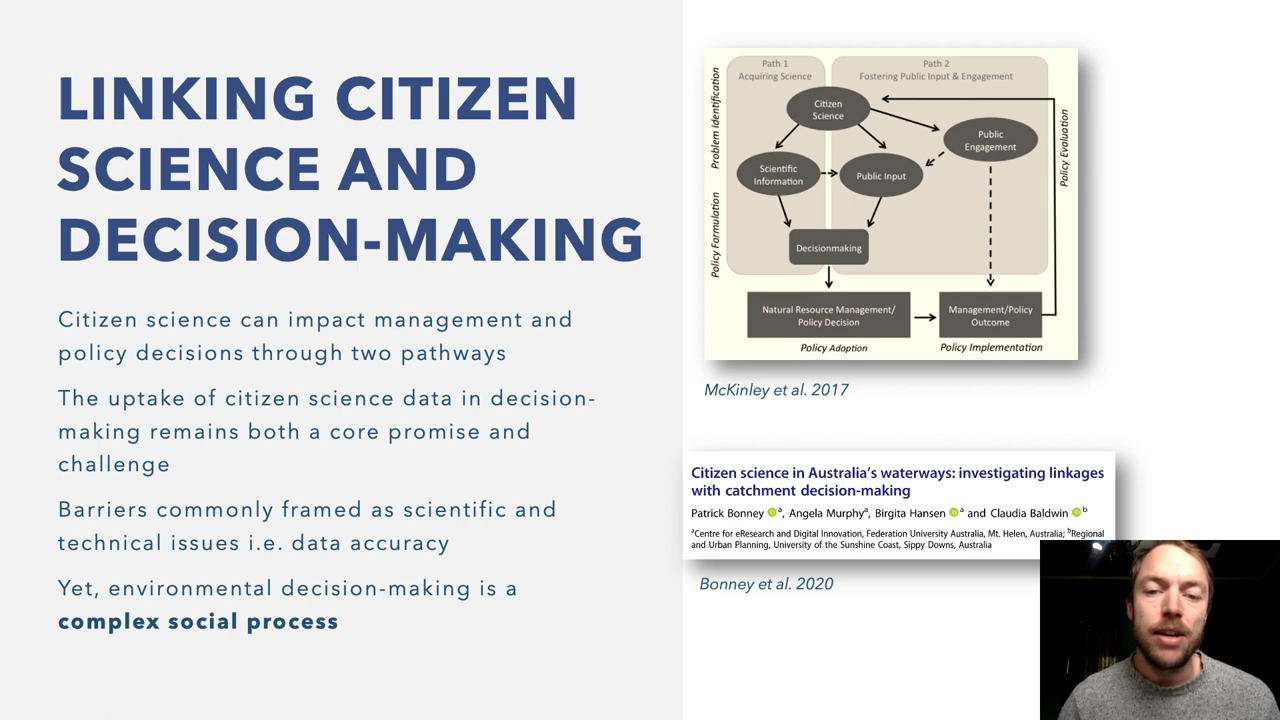 LINKING CITIZEN
SCIENCE AND
DECISION-MAKING
Citizen science can impact management and
policy decisions through two pathways
The uptake of citizen science data in decision-
making remains both a core promise and
challenge
Barriers commonly framed as scientific and
technical issues i.e. data accuracy
Yet, environmental decision-making is a
complex social process
Path 1
Acquiring Science
Path 2
Fostering Public Input & Engagement
Problem Identification
Policy Formulation
Citizen
Science
Public
Engagement
Scientific
Information
Public Input
Decisionmaking
Policy Evaluation
Natural Resource Management/
Policy Decision
Management/Policy
Outcome
Policy Adoption
Policy Implementation
McKinley et al. 2017
Citizen science in Australia's waterways: investigating linkages
with catchment decision-making
Patrick Bonney iD a, Angela Murphya, Birgita Hansen iD a and Claudia Baldwin iD b
aCentre for eResearch and Digital Innovation, Federation University Australia, Mt. Helen, Australia; bRegional
and Urban Planning, University of the Sunshine Coast, Sippy Downs, Australia
Bonney et al. 2020